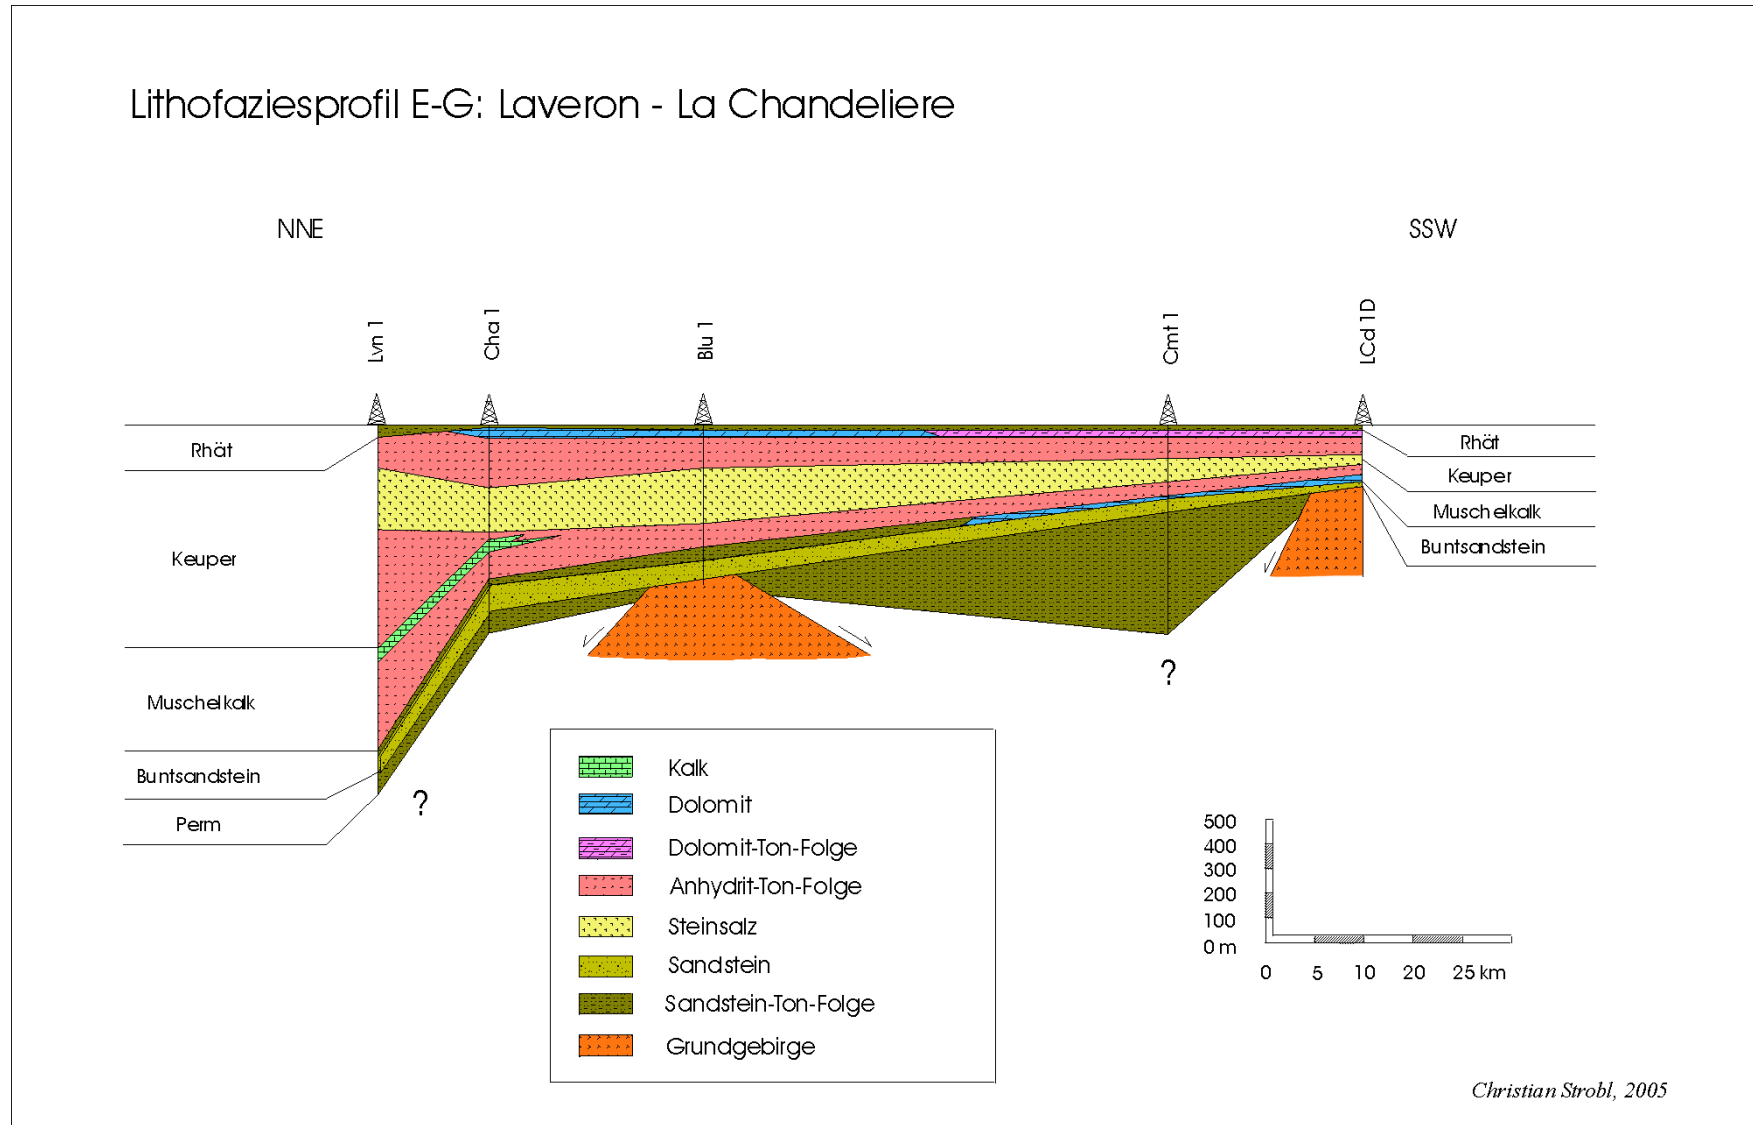 Lithofaziesprofil E-G: Laveron - La Chandeliere
NNE
SSW
Lvn 1
Cha 1
Blu 1
Cmt 1
LCd 1D
Rhät
Keuper
Muschelkalk
Buntsandstein
Perm
Rhät
Keuper
Muschelkalk
Buntsandstein
?
?
Kalk
Dolomit
Dolomit-Ton-Folge
Anhydrit-Ton-Folge
Steinsalz
Sandstein
Sandstein-Ton-Folge
Grundgebirge
500
400
300
200
100
0 m
0 5 10 20 25 km
Christian Strobl, 2005